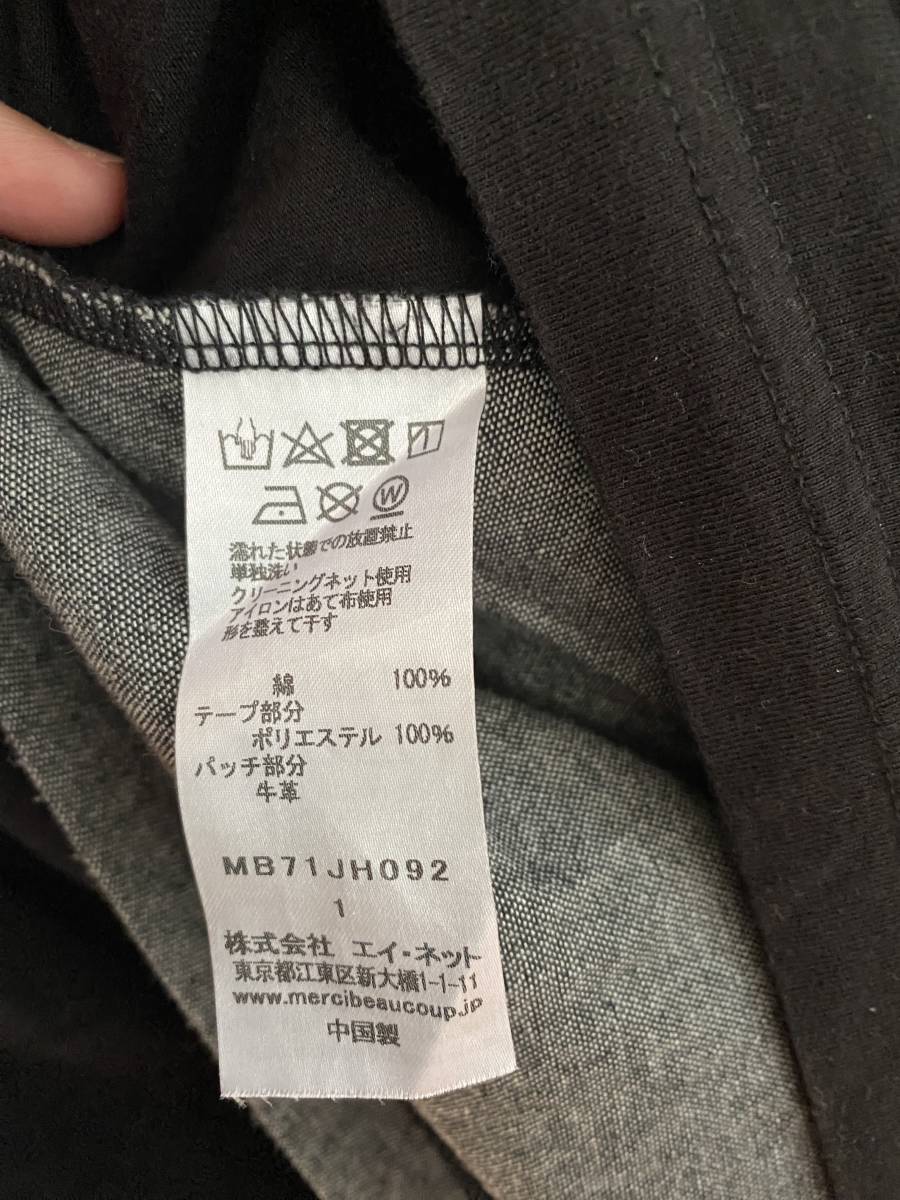 W
濡れた状態での放置禁止
単独洗い
クリーニングネット使用
アイロンはあて布使用
形を整えて干す
綿 100%
テープ部分
ポリエステル 100%
パッチ部分
牛革
MB71JH092
1
株式会社 エイ・ネット
東京都江東区新大橋1-1-11
www.mercibeaucoup.jp
中国製